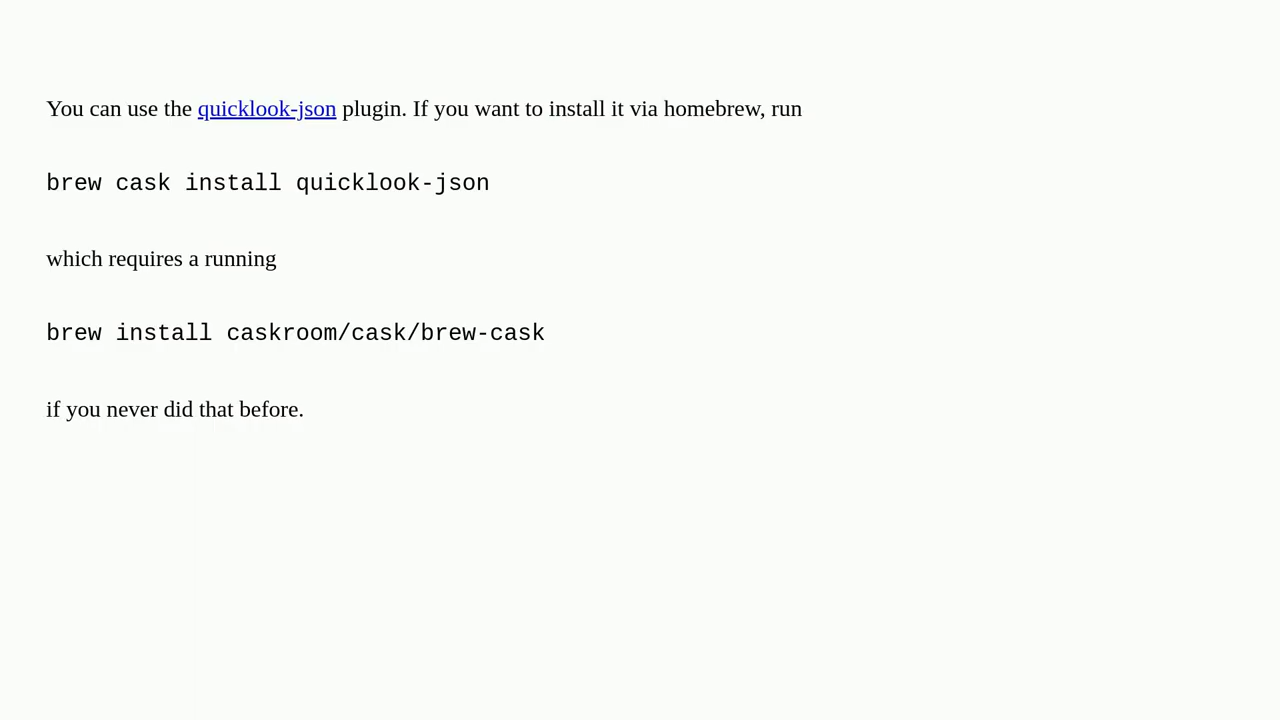 You can use the quicklook-json plugin. If you want to install it via homebrew, run
brew cask install quicklook-json
which requires a running
brew install caskroom/cask/brew-cask
if you never did that before.